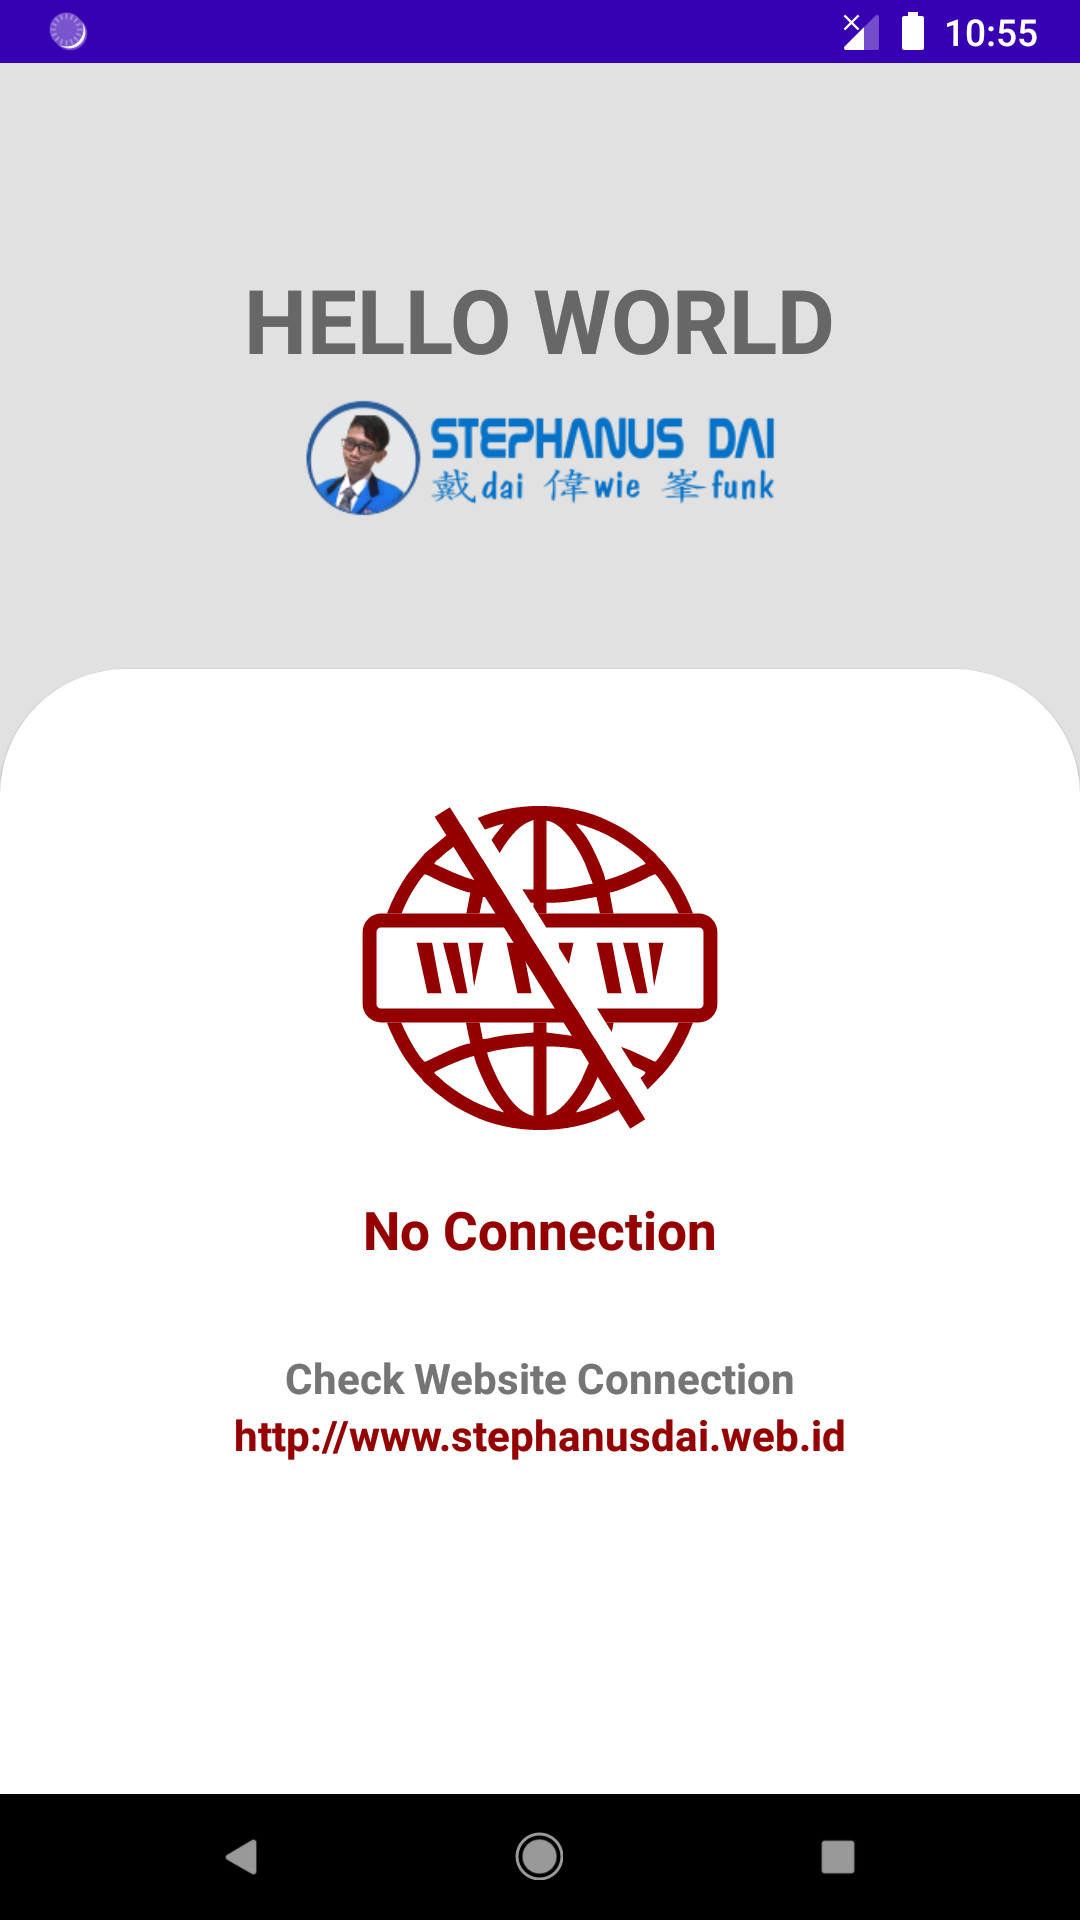 10:55
HELLO WORLD
STEPHANUS DAI
戴dai 偉wie 峯funk
WWW
No Connection
Check Website Connection
http://www.stephanusdai.web.id